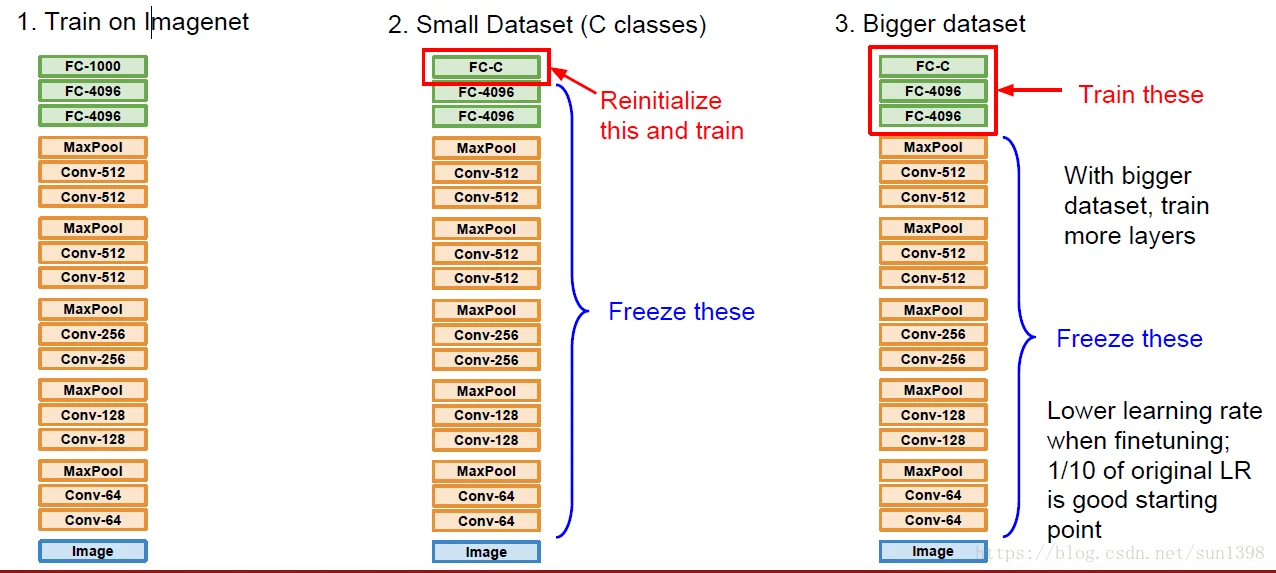 1. Train on Imagenet
FC-1000
FC-4096
FC-4096
MaxPool
Conv-512
Conv-512
MaxPool
Conv-512
Conv-512
MaxPool
Conv-256
Conv-256
MaxPool
Conv-128
Conv-128
MaxPool
Conv-64
Conv-64
Image
2. Small Dataset (C classes)
FC-C
FC-4096
FC-4096
MaxPool
Conv-512
Conv-512
MaxPool
Conv-512
Conv-512
MaxPool
Conv-256
Conv-256
MaxPool
Conv-128
Conv-128
MaxPool
Conv-64
Conv-64
Image
Reinitialize
this and train
Freeze these
3. Bigger dataset
FC-C
FC-4096
FC-4096
MaxPool
Conv-512
Conv-512
MaxPool
Conv-512
Conv-512
MaxPool
Conv-256
Conv-256
MaxPool
Conv-128
Conv-128
MaxPool
Conv-64
Conv-64
Image
Train these
With bigger
dataset, train
more layers
Freeze these
Lower learning rate
when finetuning;
1/10 of original LR
is good starting
point
https://blog.csdn.net/sun1398